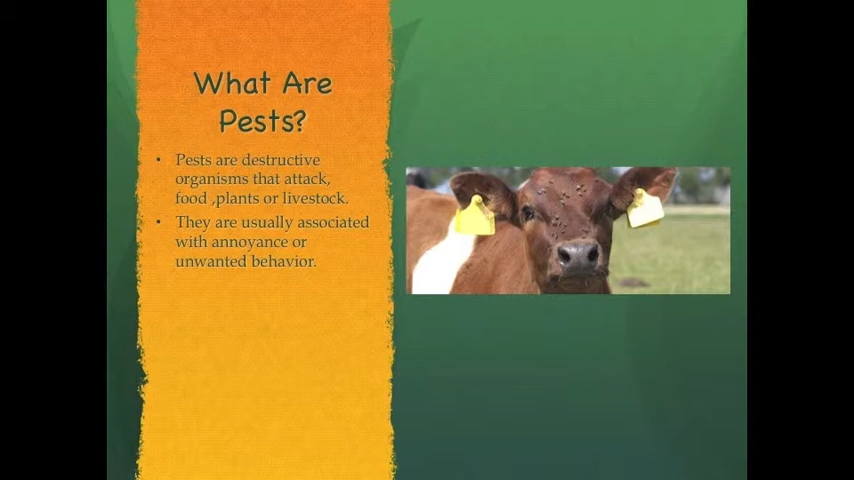 What Are
Pests?
• Pests are destructive
organisms that attack,
food ,plants or livestock.
• They are usually associated
with annoyance or
unwanted behavior.